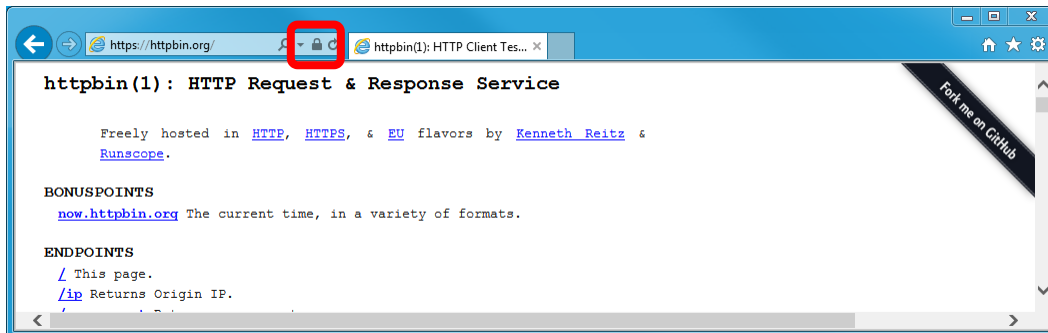 https://httpbin.org/
httpbin(1): HTTP Client Tes...
httpbin(1): HTTP Request & Response Service
Fork me on GitHub
Freely hosted in HTTP, HTTPS, & EU flavors by Kenneth Reitz &
Runscope.
BONUSPOINTS
now.httpbin.org The current time, in a variety of formats.
ENDPOINTS
/ This page.
/ip Returns Origin IP.